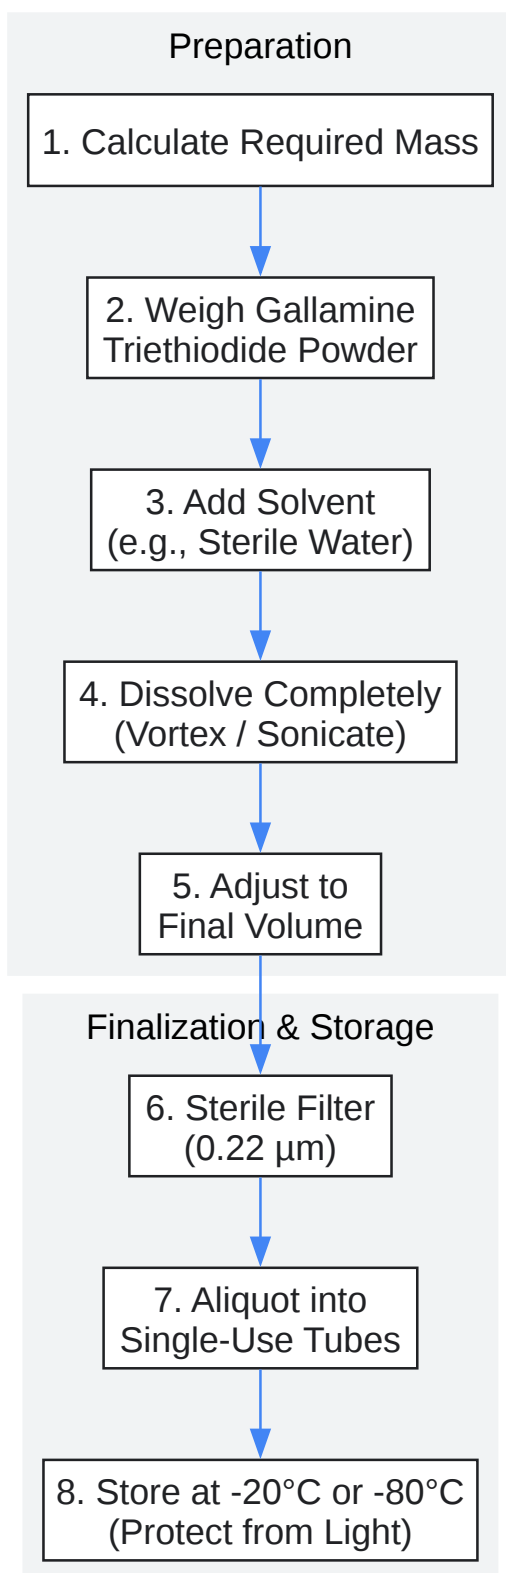 Preparation
1. Calculate Required Mass
2. Weigh Gallamine
Triethiodide Powder
3. Add Solvent
(e.g., Sterile Water)
4. Dissolve Completely
(Vortex / Sonicate)
5. Adjust to
Final Volume
Finalization & Storage
6. Sterile Filter
(0.22 µm)
7. Aliquot into
Single-Use Tubes
8. Store at -20°C or -80°C
(Protect from Light)